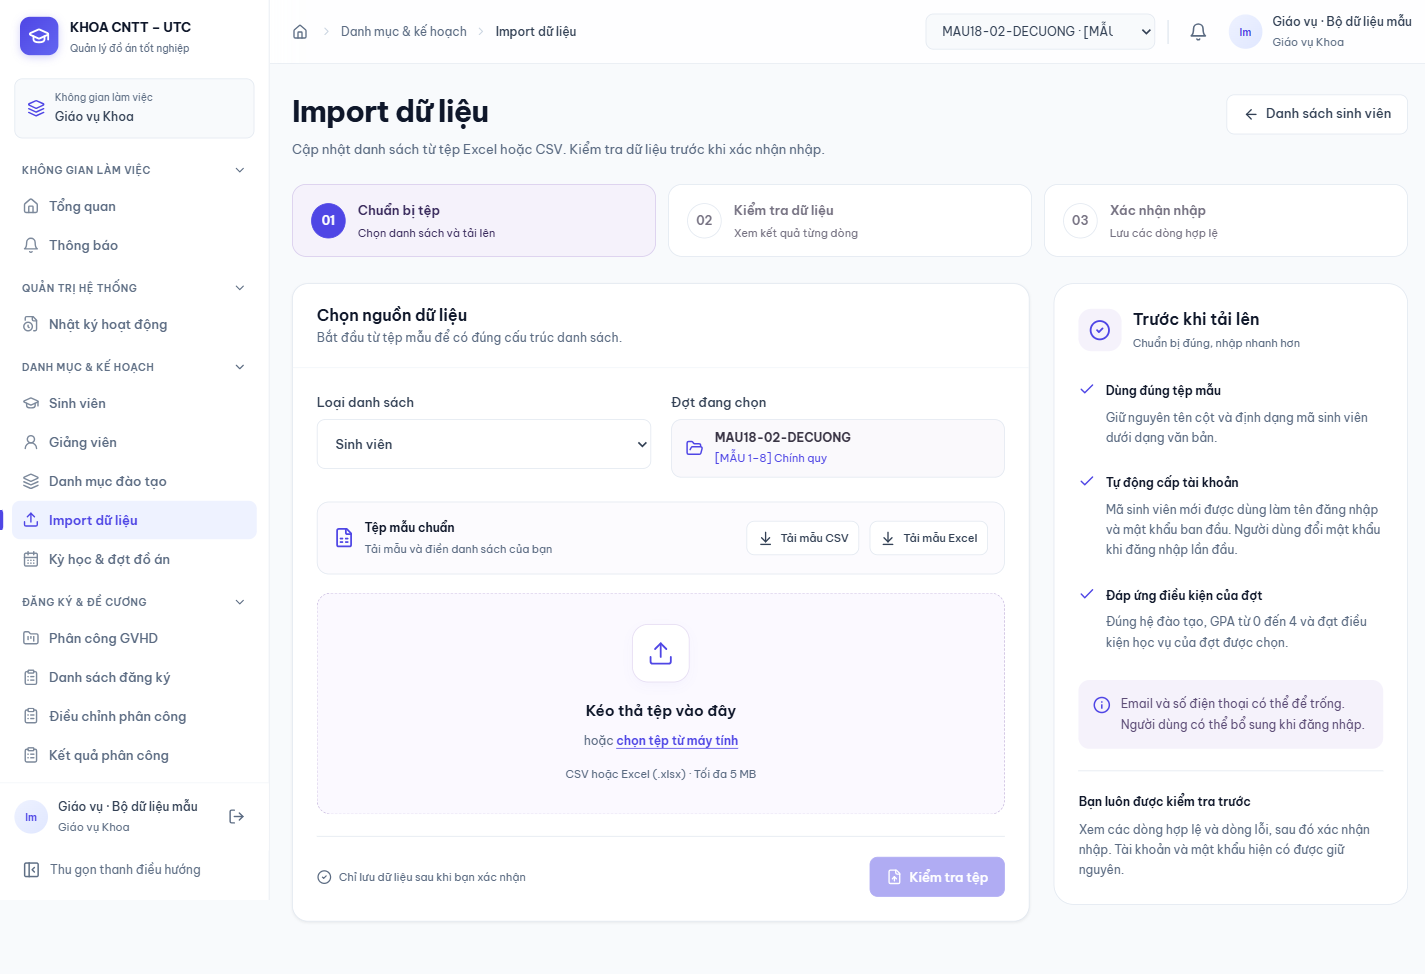 KHOA CNTT – UTC
Quản lý đồ án tốt nghiệp
Không gian làm việc
Giáo vụ Khoa
KHÔNG GIAN LÀM VIỆC
Tổng quan
Thông báo
QUẢN TRỊ HỆ THỐNG
Nhật ký hoạt động
DANH MỤC & KẾ HOẠCH
Sinh viên
Giảng viên
Danh mục đào tạo
Import dữ liệu
Kỳ học & đợt đồ án
ĐĂNG KÝ & ĐỀ CƯƠNG
Phân công GVHD
Danh sách đăng ký
Điều chỉnh phân công
Kết quả phân công
Im
Giáo vụ · Bộ dữ liệu mẫu
Giáo vụ Khoa
Thu gọn thanh điều hướng
Danh mục & kế hoạch
Import dữ liệu
MAU18-02-DECUONG · [MẪU
Im
Giáo vụ · Bộ dữ liệu mẫu
Giáo vụ Khoa
Import dữ liệu
Cập nhật danh sách từ tệp Excel hoặc CSV. Kiểm tra dữ liệu trước khi xác nhận nhập.
Danh sách sinh viên
01
Chuẩn bị tệp
Chọn danh sách và tải lên
02
Kiểm tra dữ liệu
Xem kết quả từng dòng
03
Xác nhận nhập
Lưu các dòng hợp lệ
Chọn nguồn dữ liệu
Bắt đầu từ tệp mẫu để có đúng cấu trúc danh sách.
Loại danh sách
Sinh viên
Đợt đang chọn
MAU18-02-DECUONG
[MẪU 1–8] Chính quy
Tệp mẫu chuẩn
Tải mẫu và điền danh sách của bạn
Tải mẫu CSV
Tải mẫu Excel
Kéo thả tệp vào đây
hoặc chọn tệp từ máy tính
CSV hoặc Excel (.xlsx) · Tối đa 5 MB
Chỉ lưu dữ liệu sau khi bạn xác nhận
Kiểm tra tệp
Trước khi tải lên
Chuẩn bị đúng, nhập nhanh hơn
Dùng đúng tệp mẫu
Giữ nguyên tên cột và định dạng mã sinh viên
dưới dạng văn bản.
Tự động cấp tài khoản
Mã sinh viên mới được dùng làm tên đăng nhập
và mật khẩu ban đầu. Người dùng đổi mật khẩu
khi đăng nhập lần đầu.
Đáp ứng điều kiện của đợt
Đúng hệ đào tạo, GPA từ 0 đến 4 và đạt điều
kiện học vụ của đợt được chọn.
Email và số điện thoại có thể để trống.
Người dùng có thể bổ sung khi đăng nhập.
Bạn luôn được kiểm tra trước
Xem các dòng hợp lệ và dòng lỗi, sau đó xác nhận
nhập. Tài khoản và mật khẩu hiện có được giữ
nguyên.